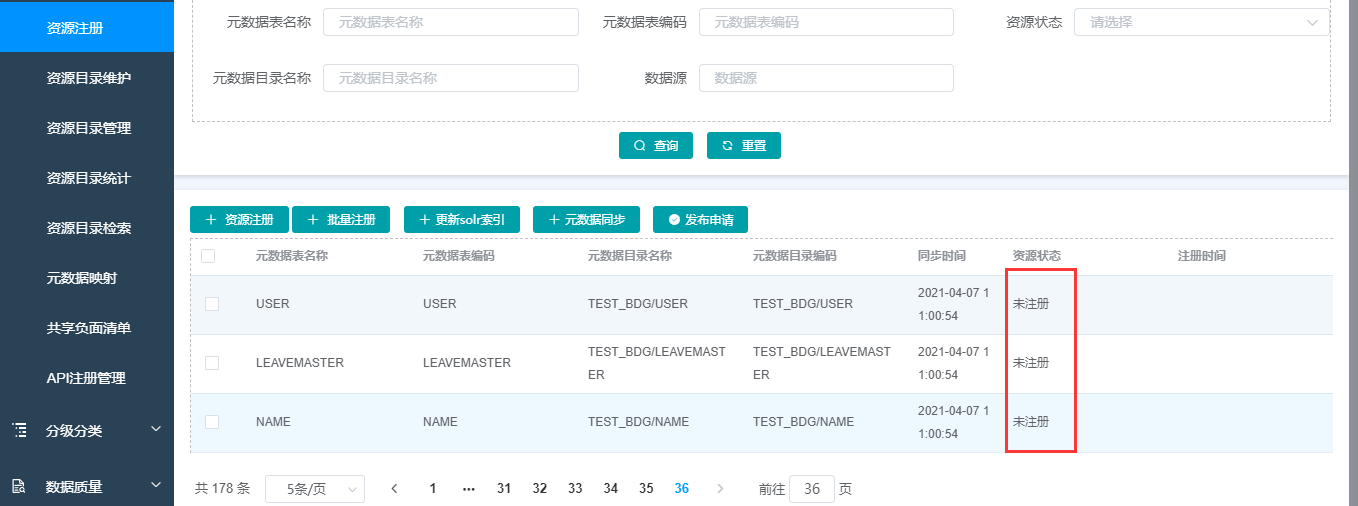 资源注册
资源目录维护
资源目录管理
资源目录统计
资源目录检索
元数据映射
共享负面清单
API注册管理
分级分类
数据质量
元数据表名称 元数据表名称 元数据表编码 元数据表编码 资源状态 请选择
元数据目录名称 元数据目录名称 数据源 数据源
查询 重置
资源注册 批量注册 更新solr索引 元数据同步 发布申请
元数据表名称 元数据表编码 元数据目录名称 元数据目录编码 同步时间 资源状态 注册时间
USER USER TEST_BDG/USER TEST_BDG/USER 2021-04-07 1 未注册
1:00:54
LEAVEMASTER LEAVEMASTER TEST_BDG/LEAVEMAST TEST_BDG/LEAVEMAST 2021-04-07 1 未注册
ER ER 1:00:54
NAME NAME TEST_BDG/NAME TEST_BDG/NAME 2021-04-07 1 未注册
1:00:54
共 178 条 5条/页 1 ••• 31 32 33 34 35 36 前往 36 页